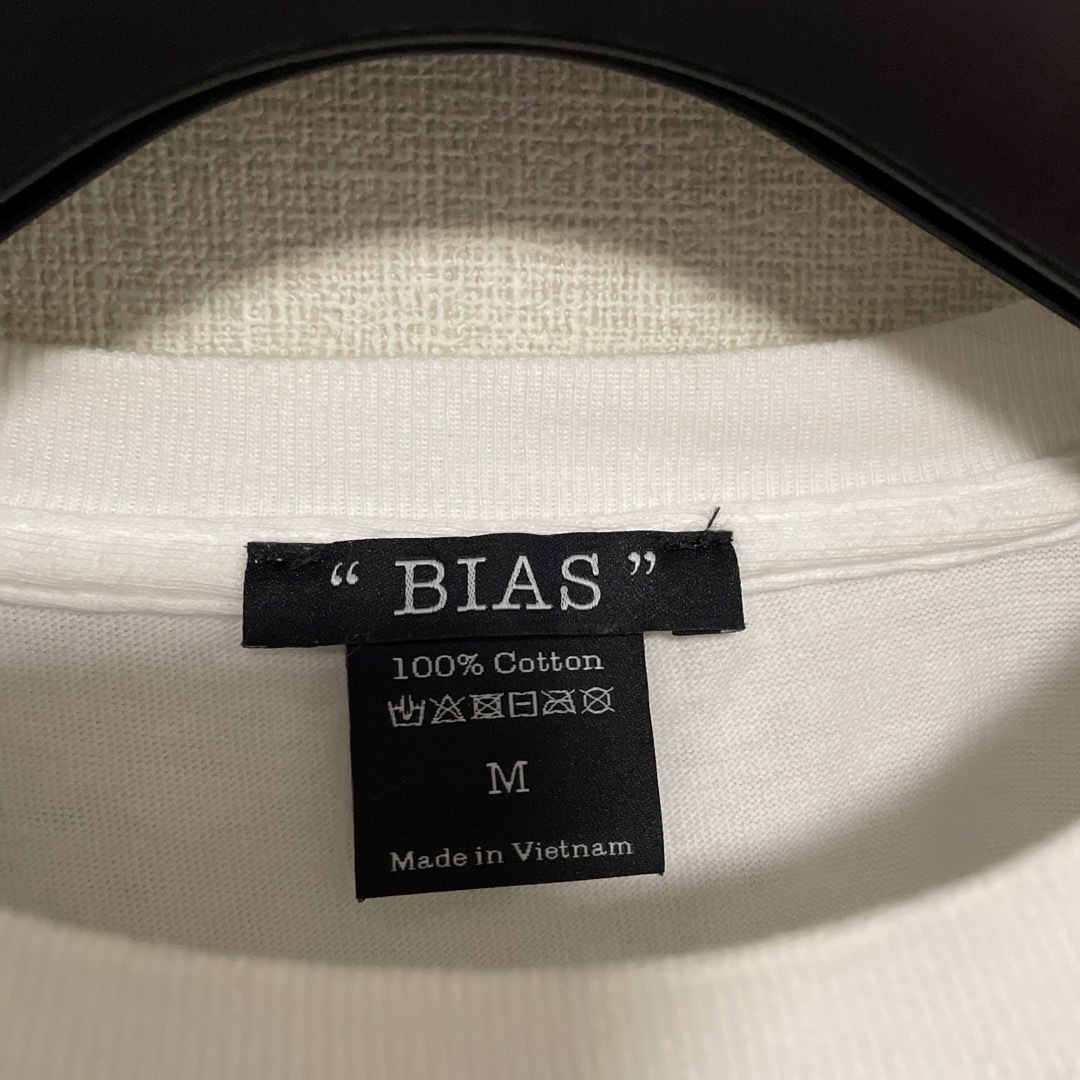 “ BIAS ”
100% Cotton
M
Made in Vietnam